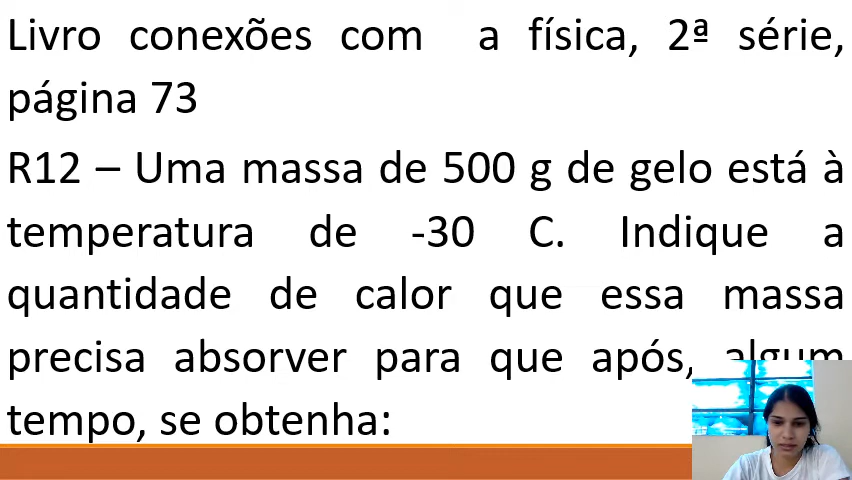 Livro conexões com a física, 2ª série,
página 73
R12 – Uma massa de 500 g de gelo está à
temperatura de -30 C. Indique a
quantidade de calor que essa massa
precisa absorver para que após, algum
tempo, se obtenha: